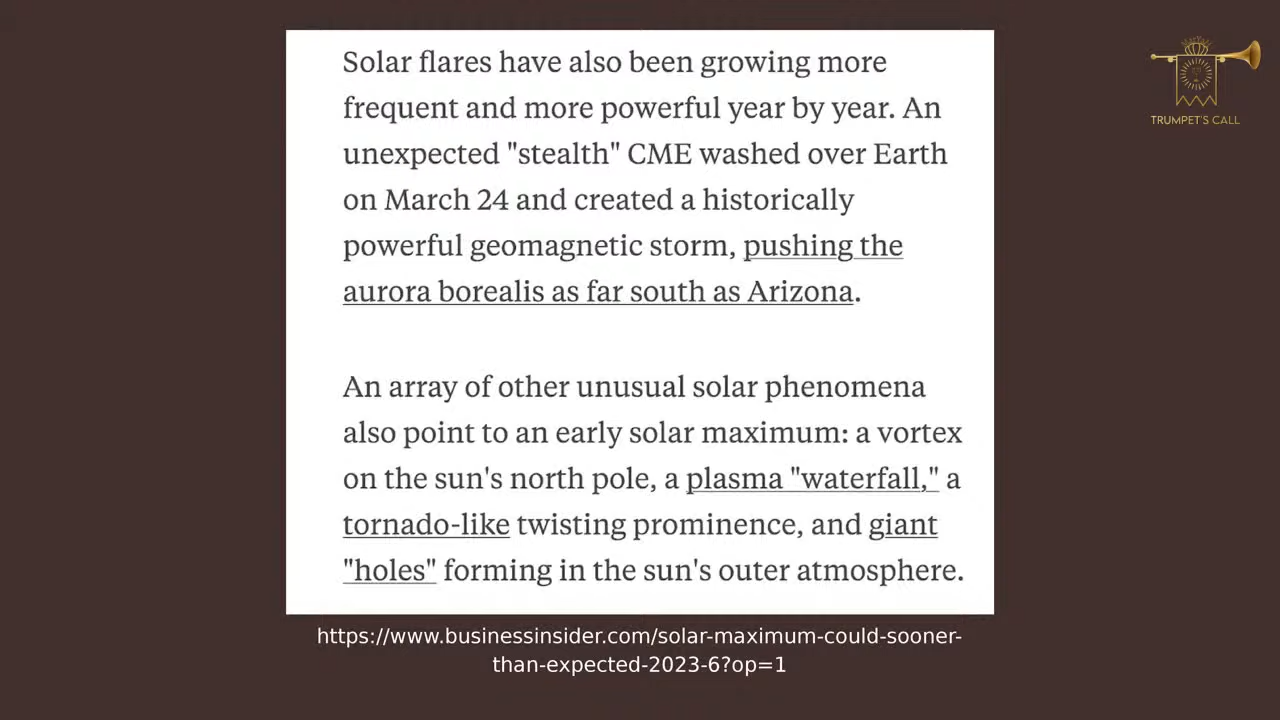 Solar flares have also been growing more
frequent and more powerful year by year. An
unexpected "stealth" CME washed over Earth
on March 24 and created a historically
powerful geomagnetic storm, pushing the
aurora borealis as far south as Arizona.
An array of other unusual solar phenomena
also point to an early solar maximum: a vortex
on the sun's north pole, a plasma "waterfall," a
tornado-like twisting prominence, and giant
"holes" forming in the sun's outer atmosphere.
https://www.businessinsider.com/solar-maximum-could-sooner-
than-expected-2023-6?op=1
TRUMPET'S CALL